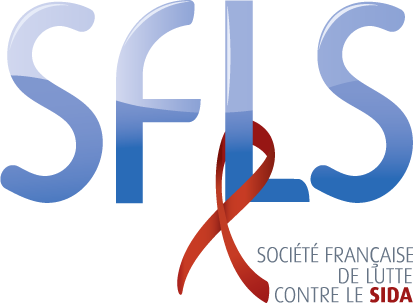 SFLS
SOCIÉTÉ FRANÇAISE
DE LUTTE
CONTRE LE SIDA